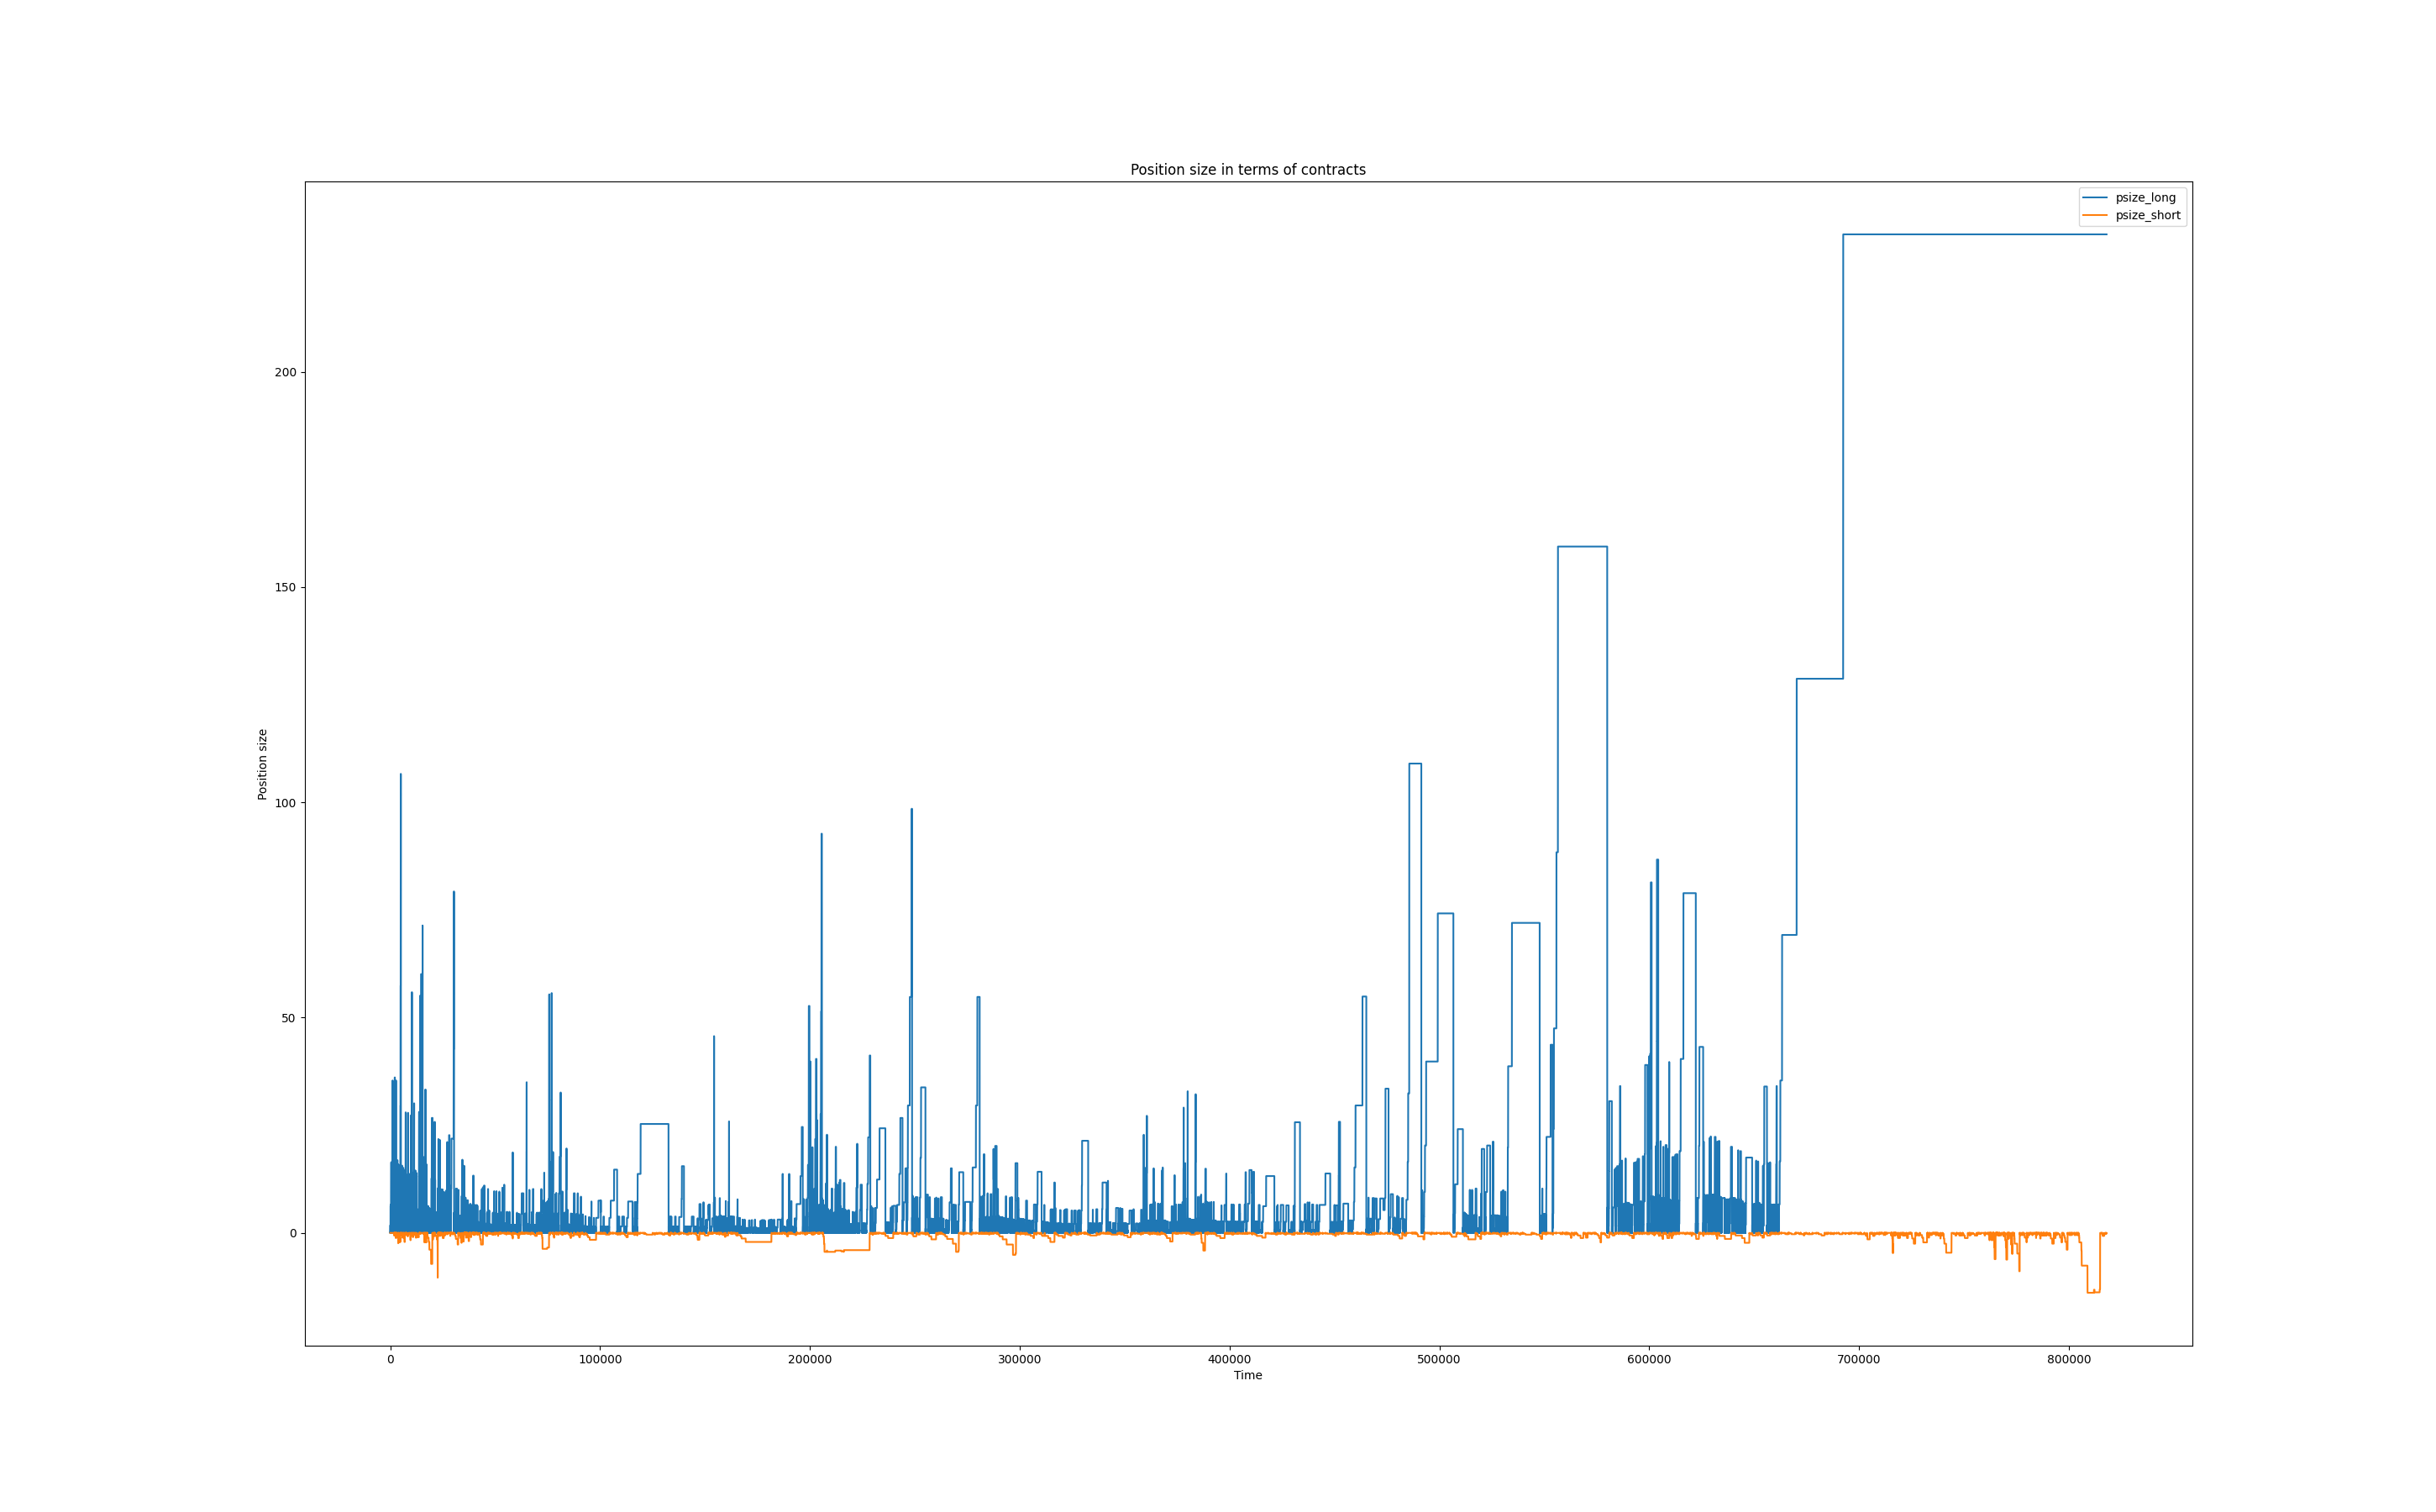 Position size in terms of contracts
psize_long
psize_short
Position size
200
150
100
50
0
0 100000 200000 300000 400000 500000 600000 700000 800000
Time